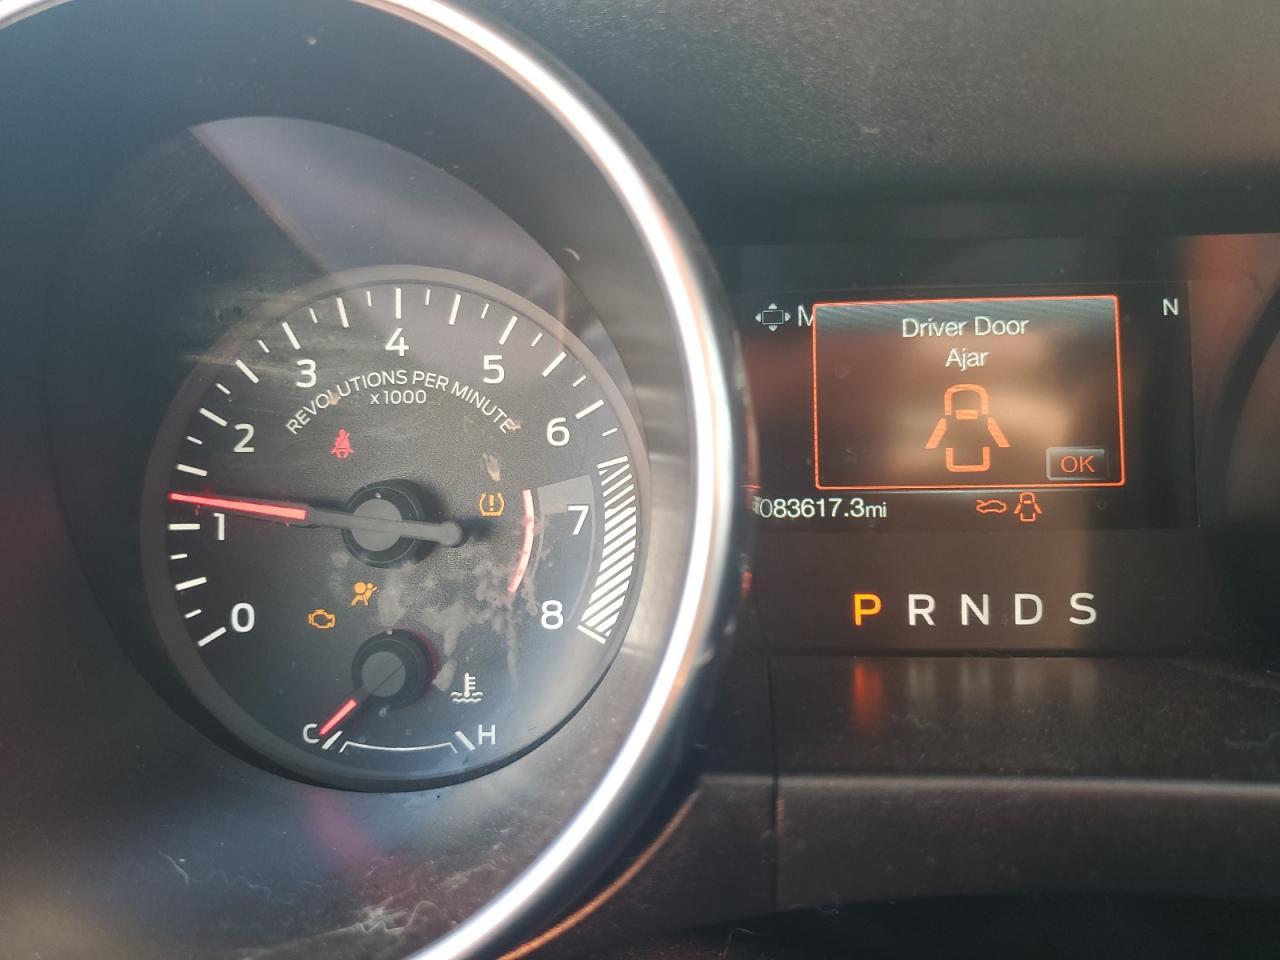 0
1
2
3
4
5
6
7
8
REVOLUTIONS PER MINUTE
x1000
C
H
M
N
Driver Door
Ajar
OK
083617.3mi
P R N D S